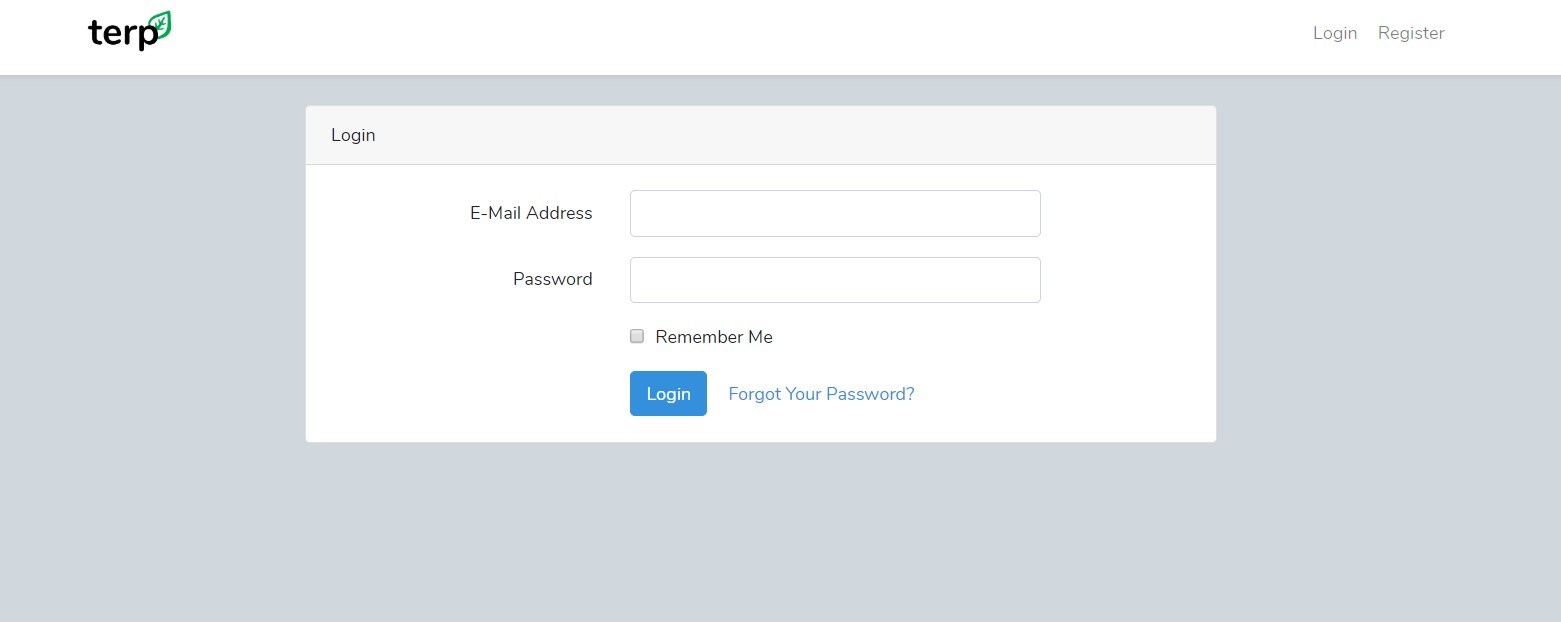 terp
Login Register
Login
E-Mail Address
Password
Remember Me
Login Forgot Your Password?